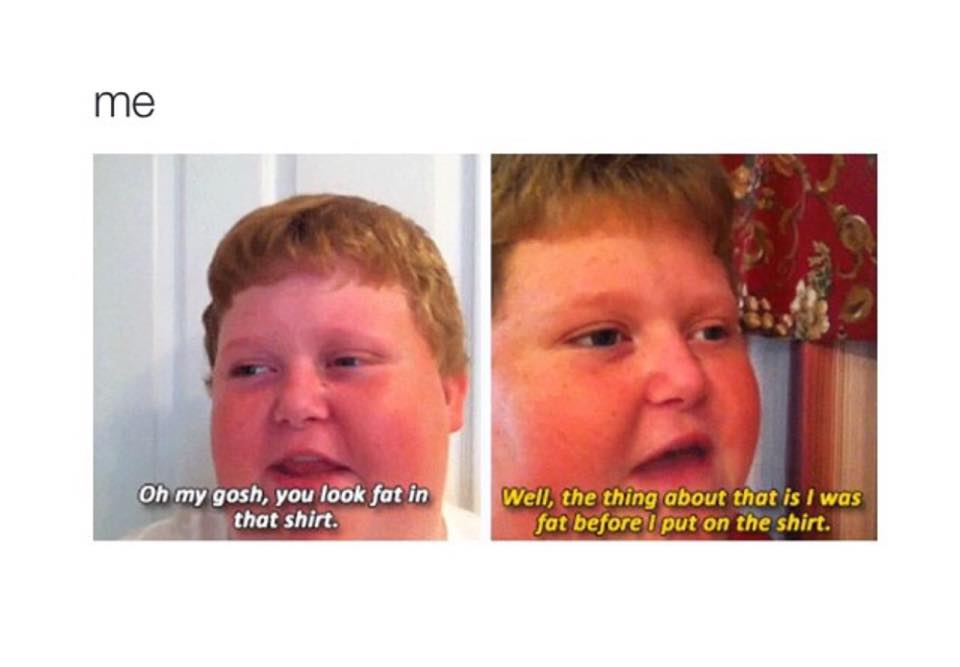 me
Oh my gosh, you look fat in
that shirt.
Well, the thing about that is I was
fat before I put on the shirt.